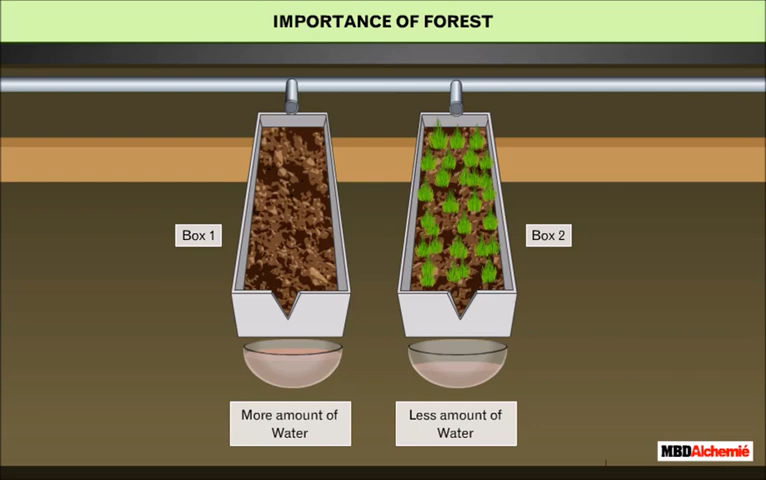 IMPORTANCE OF FOREST
Box 1
Box 2
More amount of
Water
Less amount of
Water
MBDAlchemié